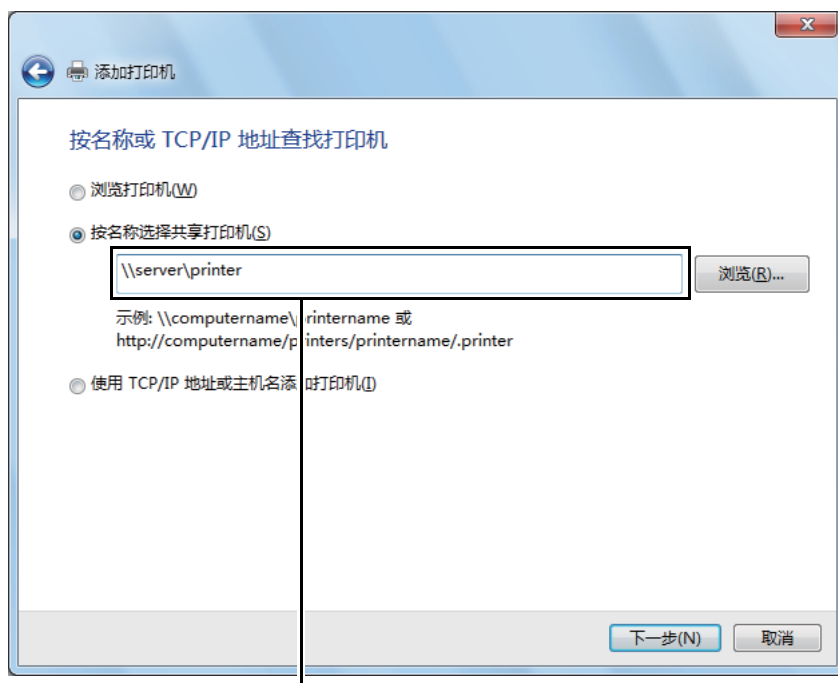 添加打印机
按名称或 TCP/IP 地址查找打印机
浏览打印机(W)
按名称选择共享打印机(S)
\\server\printer
浏览(R)...
示例: \\computername\printername 或
http://computername/printers/printername/.printer
使用 TCP/IP 地址或主机名添加打印机(I)
下一步(N)
取消